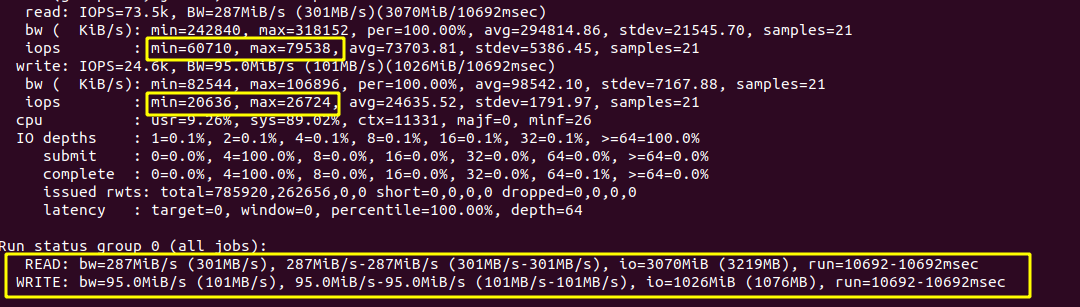 read: IOPS=73.5k, BW=287MiB/s (301MB/s)(3070MiB/10692msec)
bw (  KiB/s): min=242840, max=318152, per=100.00%, avg=294814.86, stdev=21545.70, samples=21
iops        : min=60710, max=79538, avg=73703.81, stdev=5386.45, samples=21
write: IOPS=24.6k, BW=95.0MiB/s (101MB/s)(1026MiB/10692msec)
bw (  KiB/s): min=82544, max=106896, per=100.00%, avg=98542.10, stdev=7167.88, samples=21
iops        : min=20636, max=26724, avg=24635.52, stdev=1791.97, samples=21
cpu          : usr=9.26%, sys=89.02%, ctx=11331, majf=0, minf=26
IO depths    : 1=0.1%, 2=0.1%, 4=0.1%, 8=0.1%, 16=0.1%, 32=0.1%, >=64=100.0%
submit    : 0=0.0%, 4=100.0%, 8=0.0%, 16=0.0%, 32=0.0%, 64=0.0%, >=64=0.0%
complete  : 0=0.0%, 4=100.0%, 8=0.0%, 16=0.0%, 32=0.0%, 64=0.1%, >=64=0.0%
issued rwts: total=785920,262656,0,0 short=0,0,0,0 dropped=0,0,0,0
latency   : target=0, window=0, percentile=100.00%, depth=64
Run status group 0 (all jobs):
READ: bw=287MiB/s (301MB/s), 287MiB/s-287MiB/s (301MB/s-301MB/s), io=3070MiB (3219MB), run=10692-10692msec
WRITE: bw=95.0MiB/s (101MB/s), 95.0MiB/s-95.0MiB/s (101MB/s-101MB/s), io=1026MiB (1076MB), run=10692-10692msec